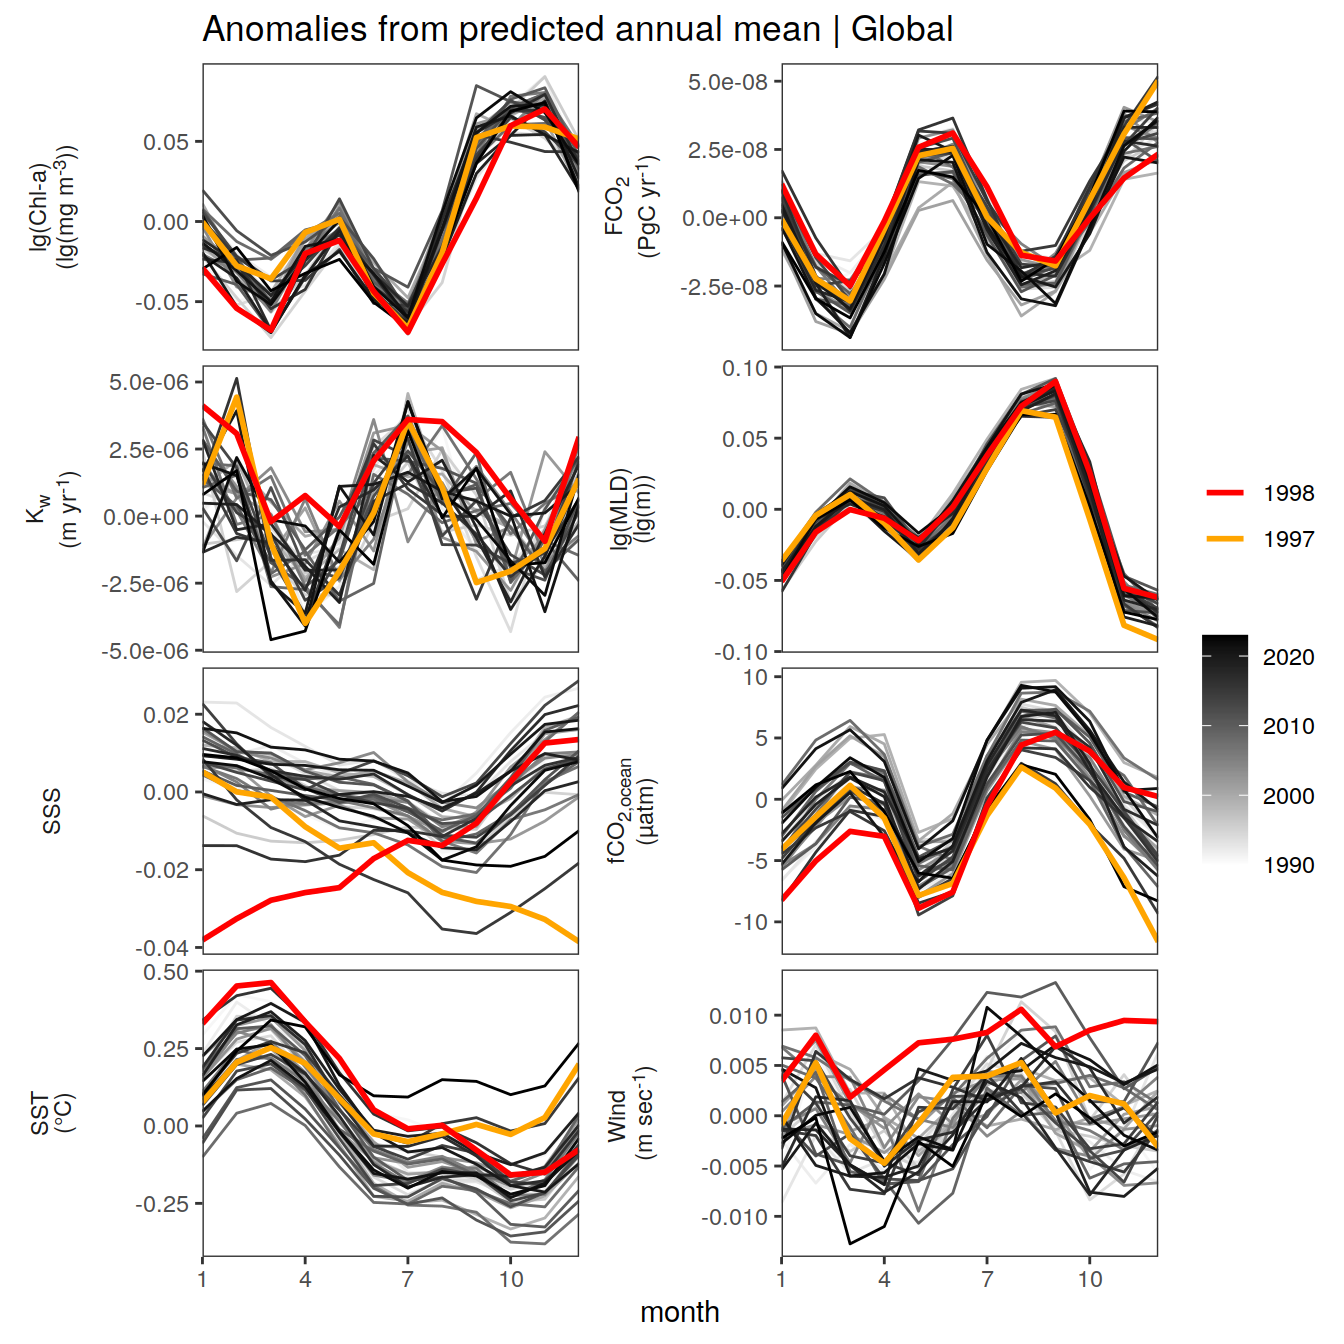 Anomalies from predicted annual mean | Global
lg(Chl-a)
(lg(mg m⁻³))
0.05
0.00
-0.05
FCO₂
(PgC yr⁻¹)
5.0e-08
2.5e-08
0.0e+00
-2.5e-08
Kw
(m yr⁻¹)
5.0e-06
2.5e-06
0.0e+00
-2.5e-06
-5.0e-06
lg(MLD)
(lg(m))
0.10
0.05
0.00
-0.05
-0.10
SSS
0.02
0.00
-0.02
-0.04
fCO2,ocean
(µatm)
10
5
0
-5
-10
SST
(°C)
0.50
0.25
0.00
-0.25
1
4
7
10
Wind
(m sec⁻¹)
0.010
0.005
0.000
-0.005
-0.010
1
4
7
10
month
1998
1997
2020
2010
2000
1990